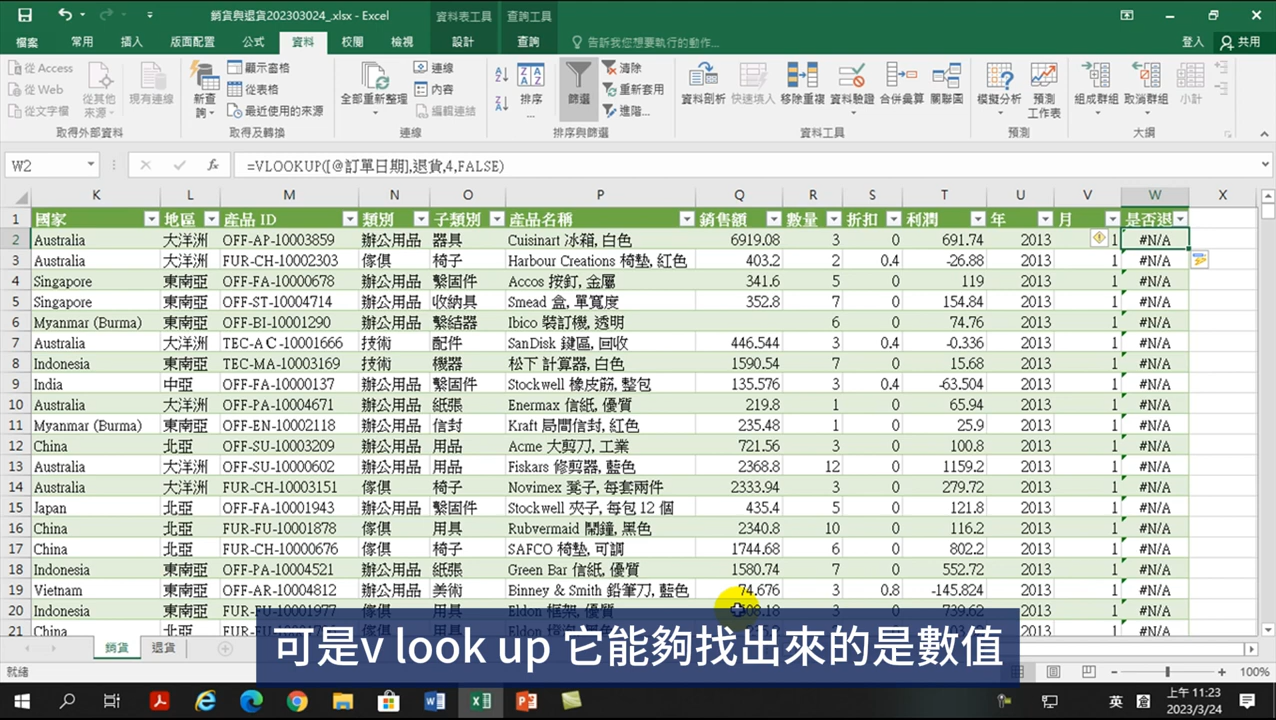 銷貨與退貨202303024_.xlsx - Excel
資料表工具 查詢工具
檔案 常用 插入 版面配置 公式 資料 校閱 檢視 設計 查詢 告訴我您想要執行的動作... 登入 共用
從 Access
從 Web
從文字檔
從其他來源
現有連線
取得外部資料
新查詢
顯示窗格
從表格
最近使用的來源
取得及轉換
全部重新整理
連線
內容
編輯連結
連線
排序...
篩選
清除
重新套用
進階...
排序與篩選
資料剖析 快速填入 移除重複 資料驗證 合併彙算 關聯圖
資料工具
模擬分析 預測工作表
預測
組成群組 取消群組 小計
大綱
W2 fx =VLOOKUP([@訂單日期],退貨,4,FALSE)
K L M N O P Q R S T U V W X
1 國家 地區 產品 ID 類別 子類別 產品名稱 銷售額 數量 折扣 利潤 年 月 是否退
2 Australia 大洋洲 OFF-AP-10003859 辦公用品 器具 Cuisinart 冰箱, 白色 6919.08 3 0 691.74 2013 1 #N/A
3 Australia 大洋洲 FUR-CH-10002303 傢俱 椅子 Harbour Creations 椅墊, 紅色 403.2 2 0.4 -26.88 2013 1 #N/A
4 Singapore 東南亞 OFF-FA-10000678 辦公用品 繫固件 Accos 按釘, 金屬 341.6 5 0 119 2013 1 #N/A
5 Singapore 東南亞 OFF-ST-10004714 辦公用品 收納具 Smead 盒, 單寬度 352.8 7 0 154.84 2013 1 #N/A
6 Myanmar (Burma) 東南亞 OFF-BI-10001290 辦公用品 繫結器 Ibico 裝訂機, 透明 6 0 74.76 2013 1 #N/A
7 Australia 大洋洲 TEC-AC-10001666 技術 配件 SanDisk 鍵區, 回收 446.544 3 0.4 -0.336 2013 1 #N/A
8 Indonesia 東南亞 TEC-MA-10003169 技術 機器 松下 計算器, 白色 1590.54 7 0 15.68 2013 1 #N/A
9 India 中亞 OFF-FA-10000137 辦公用品 繫固件 Stockwell 橡皮筋, 整包 135.576 3 0.4 -63.504 2013 1 #N/A
10 Australia 大洋洲 OFF-PA-10004671 辦公用品 紙張 Enermax 信紙, 優質 219.8 1 0 65.94 2013 1 #N/A
11 Myanmar (Burma) 東南亞 OFF-EN-10002118 辦公用品 信封 Kraft 局間信封, 紅色 235.48 1 0 25.9 2013 1 #N/A
12 China 北亞 OFF-SU-10003209 辦公用品 用品 Acme 大剪刀, 工業 721.56 3 0 100.8 2013 1 #N/A
13 Australia 大洋洲 OFF-SU-10000602 辦公用品 用品 Fiskars 修剪器, 藍色 2368.8 12 0 1159.2 2013 1 #N/A
14 Australia 大洋洲 FUR-CH-10003151 傢俱 椅子 Novimex 凳子, 每套兩件 2333.94 3 0 279.72 2013 1 #N/A
15 Japan 北亞 OFF-FA-10001943 辦公用品 繫固件 Stockwell 夾子, 每包 12 個 435.4 5 0 121.8 2013 1 #N/A
16 China 北亞 FUR-FU-10001878 傢俱 用具 Rubvermaid 鬧鐘, 黑色 2340.8 10 0 116.2 2013 1 #N/A
17 China 北亞 FUR-CH-10000676 傢俱 椅子 SAFCO 椅墊, 可調 1744.68 6 0 802.2 2013 1 #N/A
18 Indonesia 東南亞 OFF-PA-10004521 辦公用品 紙張 Green Bar 信紙, 優質 1580.74 7 0 552.72 2013 1 #N/A
19 Vietnam 東南亞 OFF-AR-10004812 辦公用品 美術 Binney & Smith 鉛筆刀, 藍色 74.676 3 0.8 -145.824 2013 1 #N/A
20 Indonesia 東南亞 FUR-FU-10001977 傢俱 用具 Eldon 框架, 優質 3 0 739.62 2013 1 #N/A
21 China 北亞
可是v look up 它能夠找出來的是數值
銷貨 退貨
就緒 100%
英
上午 11:23
2023/3/24